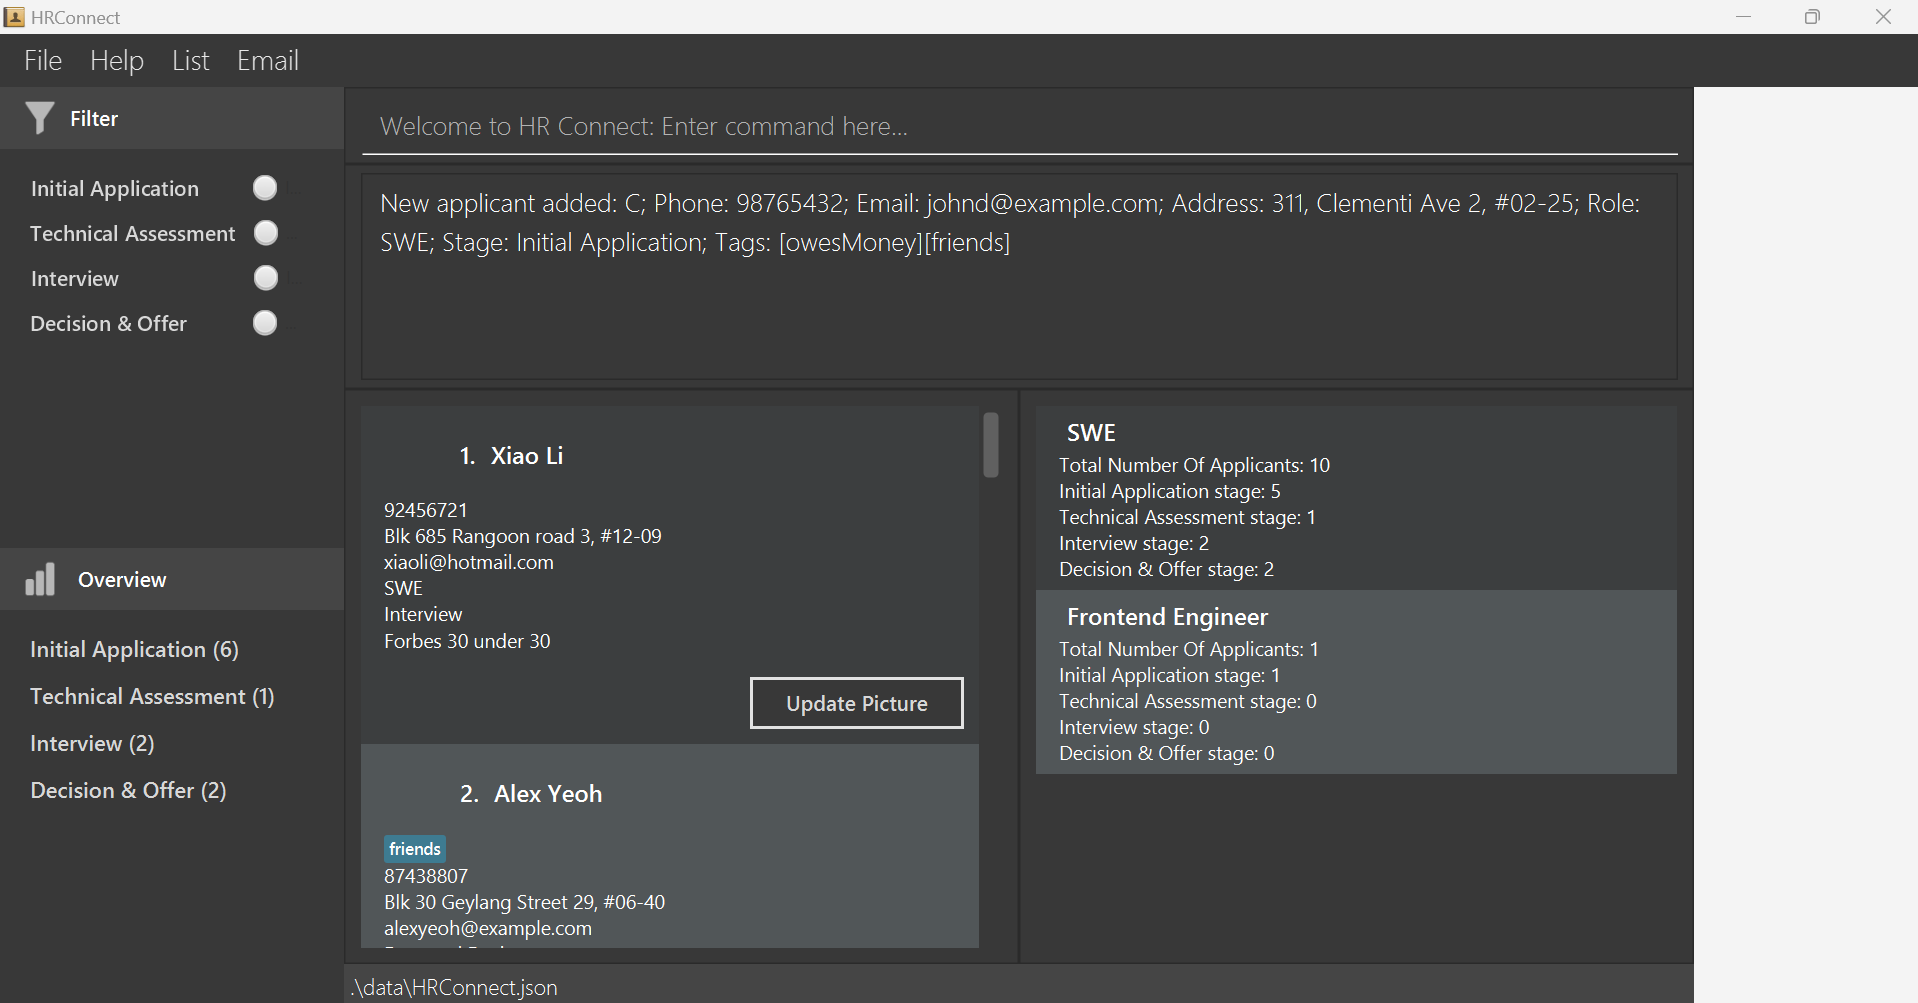 HRConnect
File Help List Email
Filter
Initial Application
Technical Assessment
Interview
Decision & Offer
Overview
Initial Application (6)
Technical Assessment (1)
Interview (2)
Decision & Offer (2)
Welcome to HR Connect: Enter command here...
New applicant added: C; Phone: 98765432; Email: johnd@example.com; Address: 311, Clementi Ave 2, #02-25; Role:
SWE; Stage: Initial Application; Tags: [owesMoney][friends]
1. Xiao Li
92456721
Blk 685 Rangoon road 3, #12-09
xiaoli@hotmail.com
SWE
Interview
Forbes 30 under 30
Update Picture
2. Alex Yeoh
friends
87438807
Blk 30 Geylang Street 29, #06-40
alexyeoh@example.com
SWE
Total Number Of Applicants: 10
Initial Application stage: 5
Technical Assessment stage: 1
Interview stage: 2
Decision & Offer stage: 2
Frontend Engineer
Total Number Of Applicants: 1
Initial Application stage: 1
Technical Assessment stage: 0
Interview stage: 0
Decision & Offer stage: 0
.\data\HRConnect.json